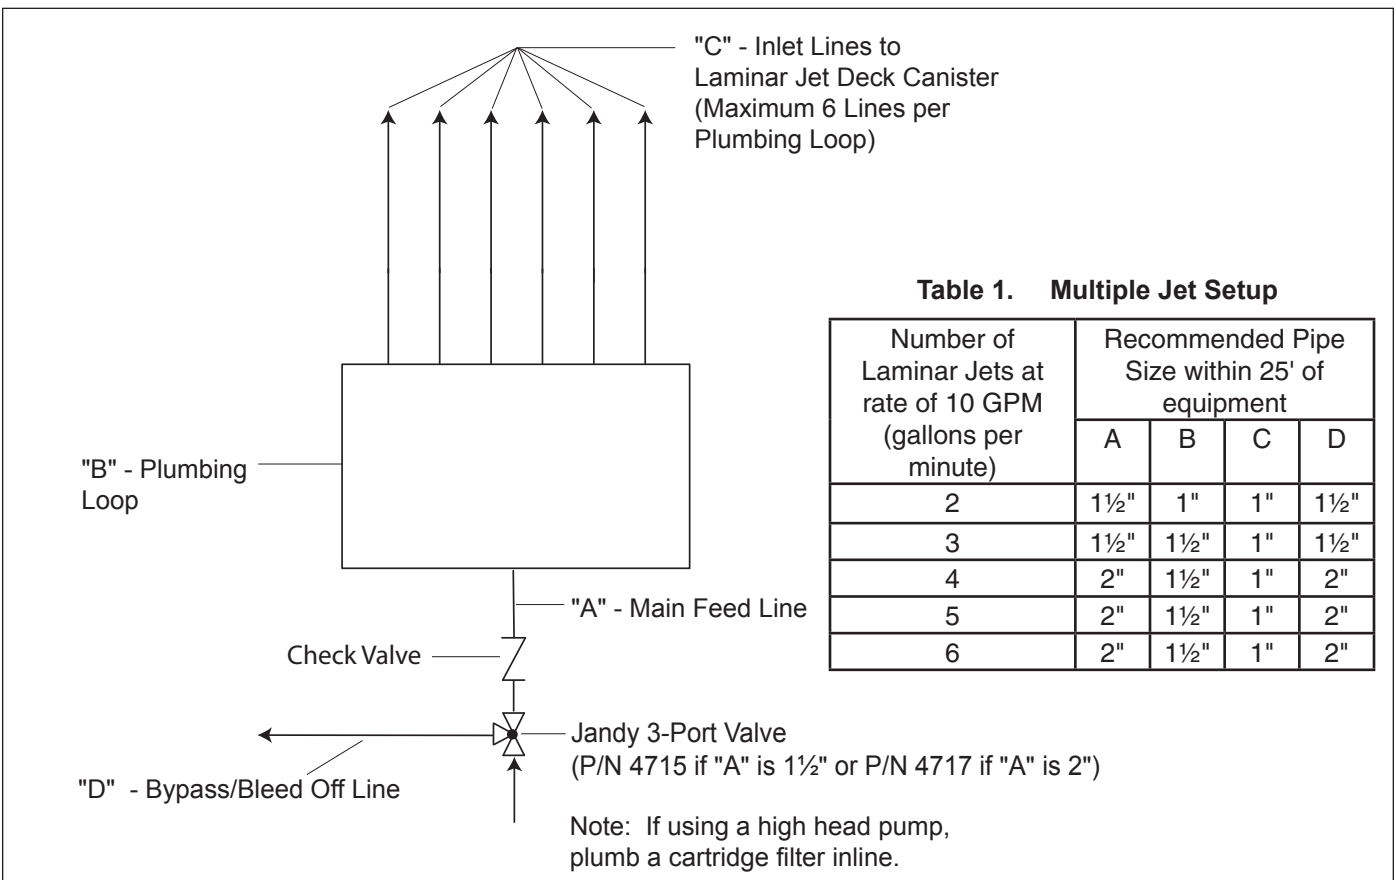 "C" - Inlet Lines to
Laminar Jet Deck Canister
(Maximum 6 Lines per
Plumbing Loop)
Table 1. Multiple Jet Setup
Number of
Laminar Jets at
rate of 10 GPM
(gallons per
minute)
Recommended Pipe
Size within 25' of
equipment
A B C D
2 1½" 1" 1" 1½"
3 1½" 1½" 1" 1½"
4 2" 1½" 1" 2"
5 2" 1½" 1" 2"
6 2" 1½" 1" 2"
"B" - Plumbing
Loop
"A" - Main Feed Line
Check Valve
Jandy 3-Port Valve
(P/N 4715 if "A" is 1½" or P/N 4717 if "A" is 2")
"D" - Bypass/Bleed Off Line
Note: If using a high head pump,
plumb a cartridge filter inline.